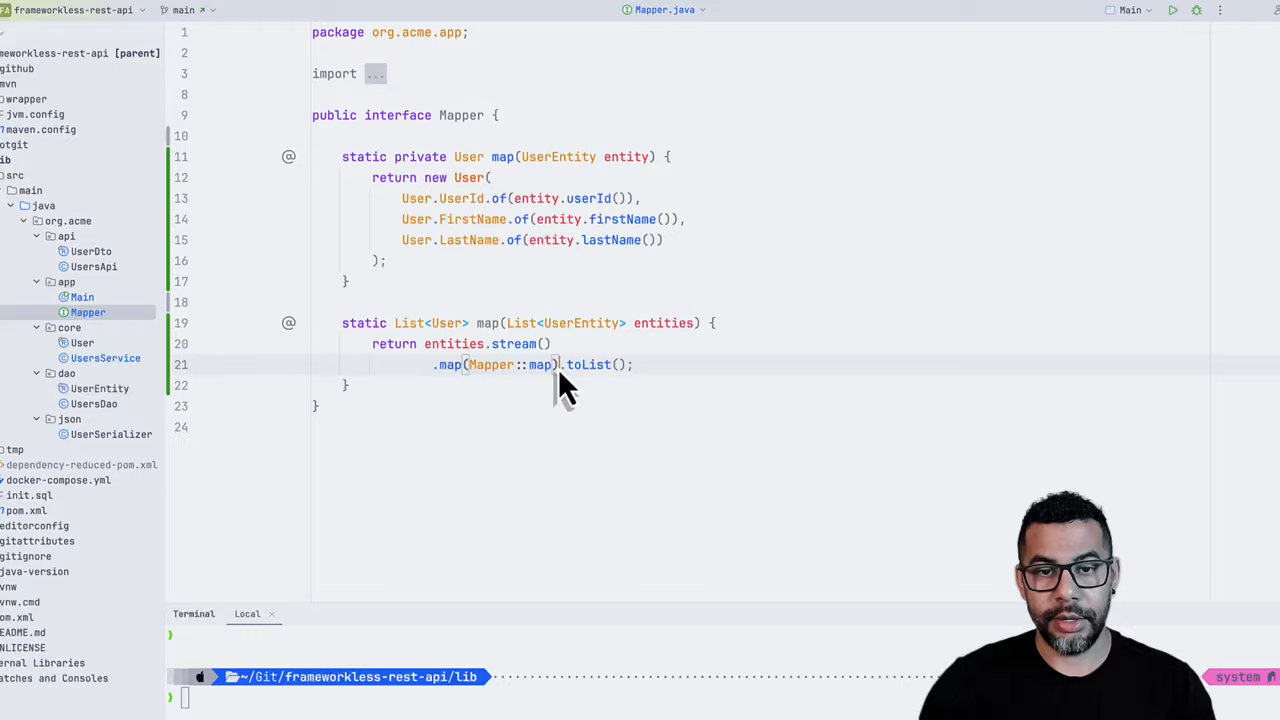 frameworkless-rest-api
main
Mapper.java
Main
meworkless-rest-api [parent]
github
mvn
wrapper
jvm.config
maven.config
otgit
ib
src
main
java
org.acme
api
UserDto
UsersApi
app
Main
Mapper
core
User
UsersService
dao
UserEntity
UsersDao
json
UserSerializer
tmp
dependency-reduced-pom.xml
docker-compose.yml
init.sql
pom.xml
editorconfig
gitattributes
gitignore
java-version
vnw
vnw.cmd
om.xml
EADME.md
NLICENSE
ernal Libraries
atches and Consoles
1 package org.acme.app;
2
3 import ...
8
9 public interface Mapper {
10
11 @ static private User map(UserEntity entity) {
12 return new User(
13 User.UserId.of(entity.userId()),
14 User.FirstName.of(entity.firstName()),
15 User.LastName.of(entity.lastName())
16 );
17 }
18
19 @ static List<User> map(List<UserEntity> entities) {
20 return entities.stream()
21 .map(Mapper::map).toList();
22 }
23 }
24
Terminal Local
~/Git/frameworkless-rest-api/lib
system